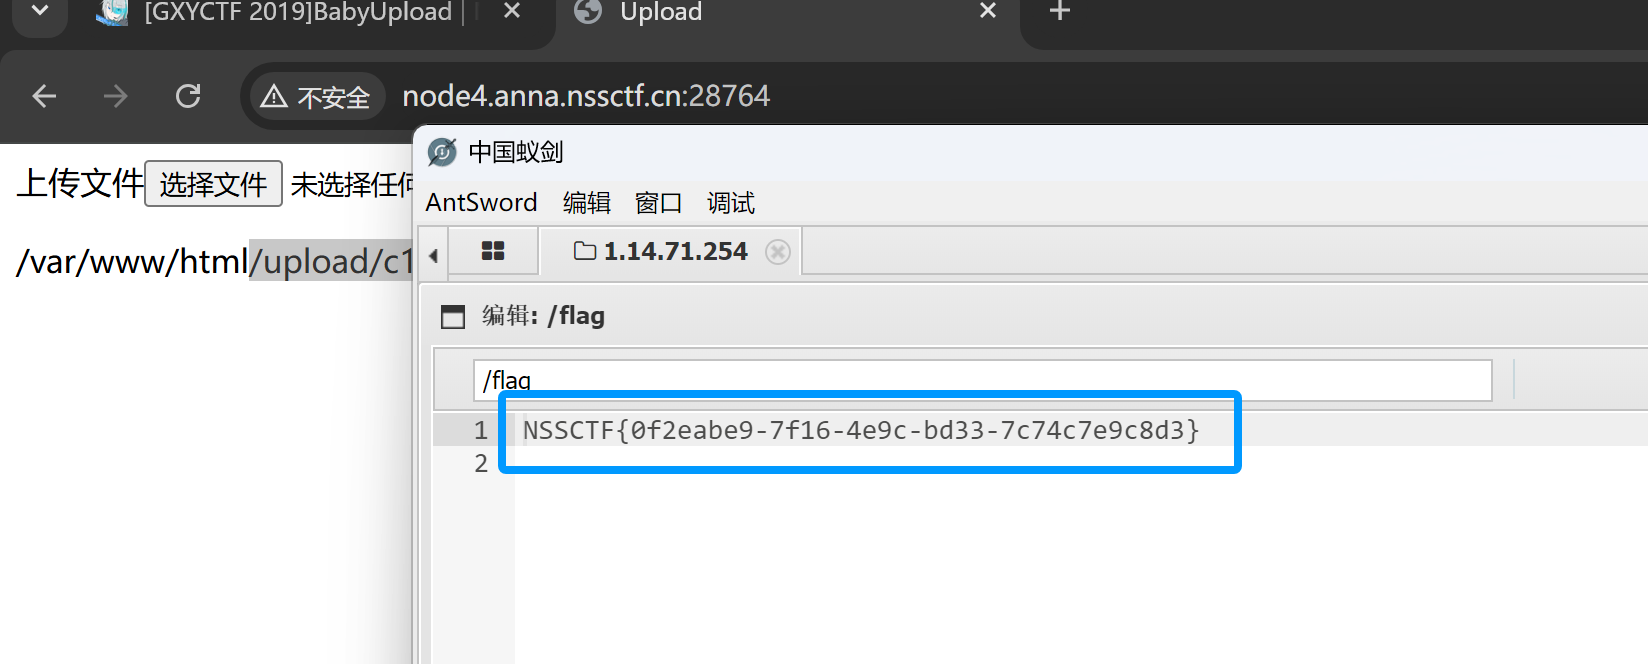 [GXYCTF 2019]BabyUpload |
Upload
不安全
node4.anna.nssctf.cn:28764
上传文件
选择文件
未选择任何
/var/www/html/upload/c1
中国蚁剑
AntSword 编辑 窗口 调试
1.14.71.254
编辑: /flag
/flag
1 NSSCTF{0f2eabe9-7f16-4e9c-bd33-7c74c7e9c8d3}
2